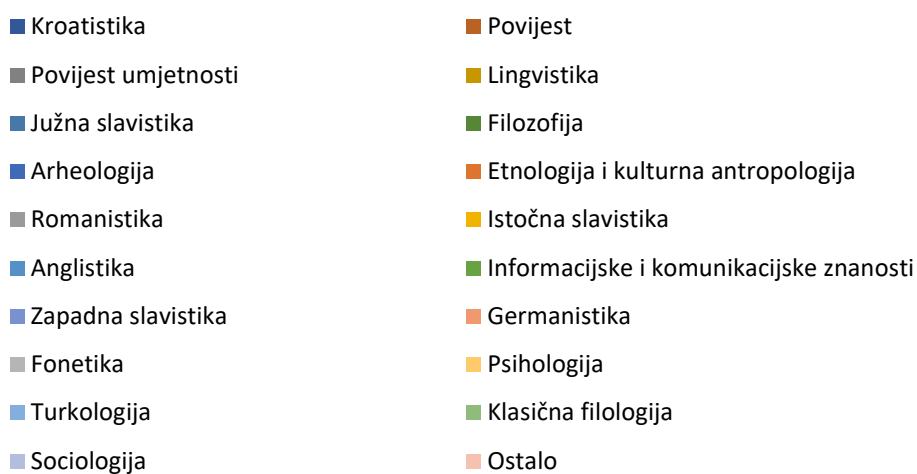 Kroatistika
Povijest
Povijest umjetnosti
Lingvistika
Južna slavistika
Filozofija
Arheologija
Etnologija i kulturna antropologija
Romanistika
Istočna slavistika
Anglistika
Informacijske i komunikacijske znanosti
Zapadna slavistika
Germanistika
Fonetika
Psihologija
Turkologija
Klasična filologija
Sociologija
Ostalo